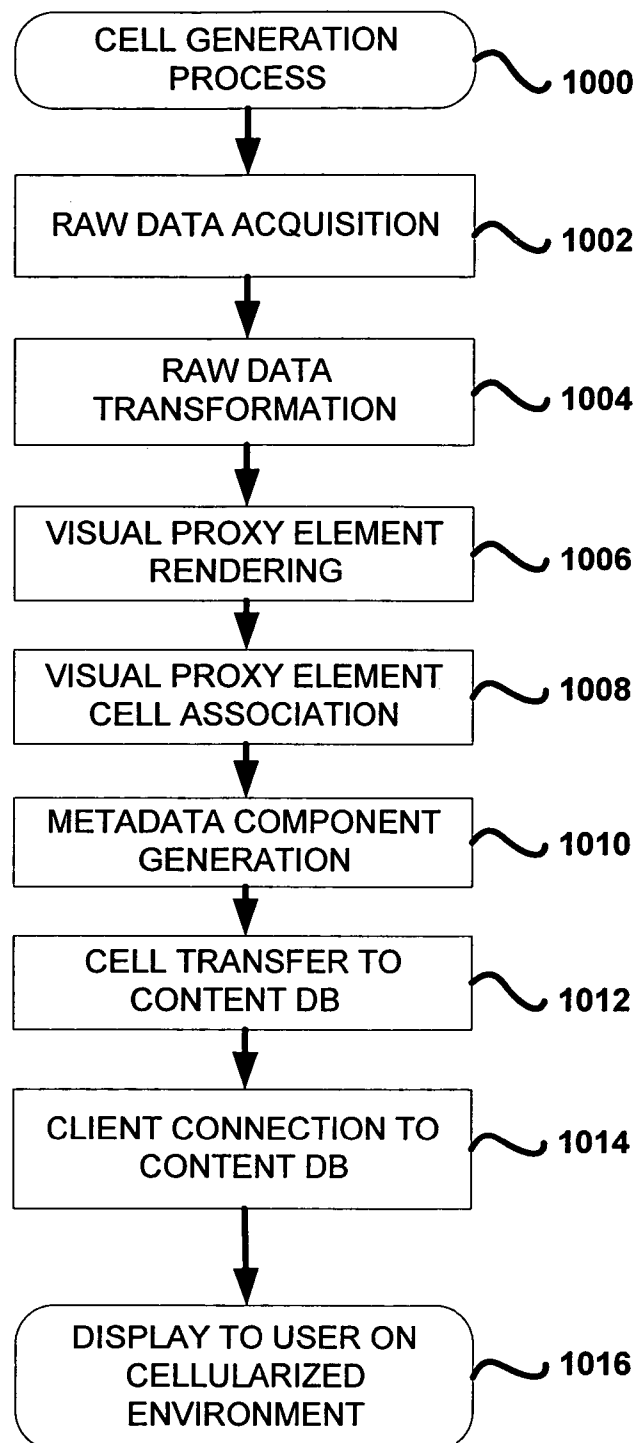 CELL GENERATION
PROCESS
1000
RAW DATA ACQUISITION
1002
RAW DATA
TRANSFORMATION
1004
VISUAL PROXY ELEMENT
RENDERING
1006
VISUAL PROXY ELEMENT
CELL ASSOCIATION
1008
METADATA COMPONENT
GENERATION
1010
CELL TRANSFER TO
CONTENT DB
1012
CLIENT CONNECTION TO
CONTENT DB
1014
DISPLAY TO USER ON
CELLULARIZED
ENVIRONMENT
1016